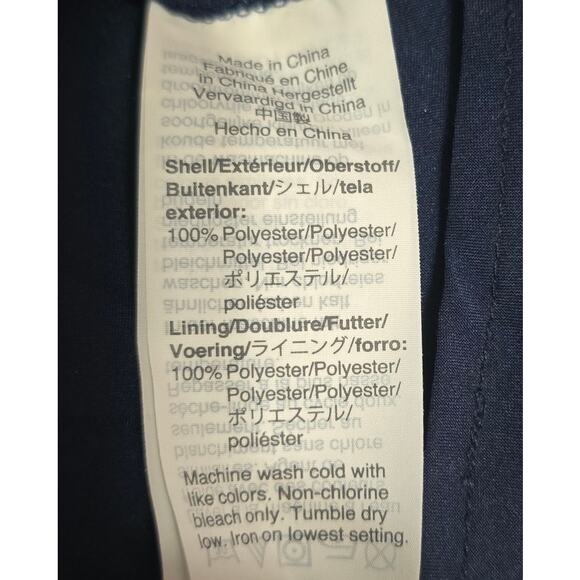 Made in China
Fabriqué en Chine
in China Hergestellt
Vervaardigd in China
中国製
Hecho en China
Shell/Extérieur/Oberstoff/
Buitenkant/シェル/tela
exterior:
100% Polyester/Polyester/
Polyester/Polyester/
ポリエステル/
poliéster
Lining/Doublure/Futter/
Voering/ライニング/forro:
100% Polyester/Polyester/
Polyester/Polyester/
ポリエステル/
poliéster
Machine wash cold with
like colors. Non-chlorine
bleach only. Tumble dry
low. Iron on lowest setting.